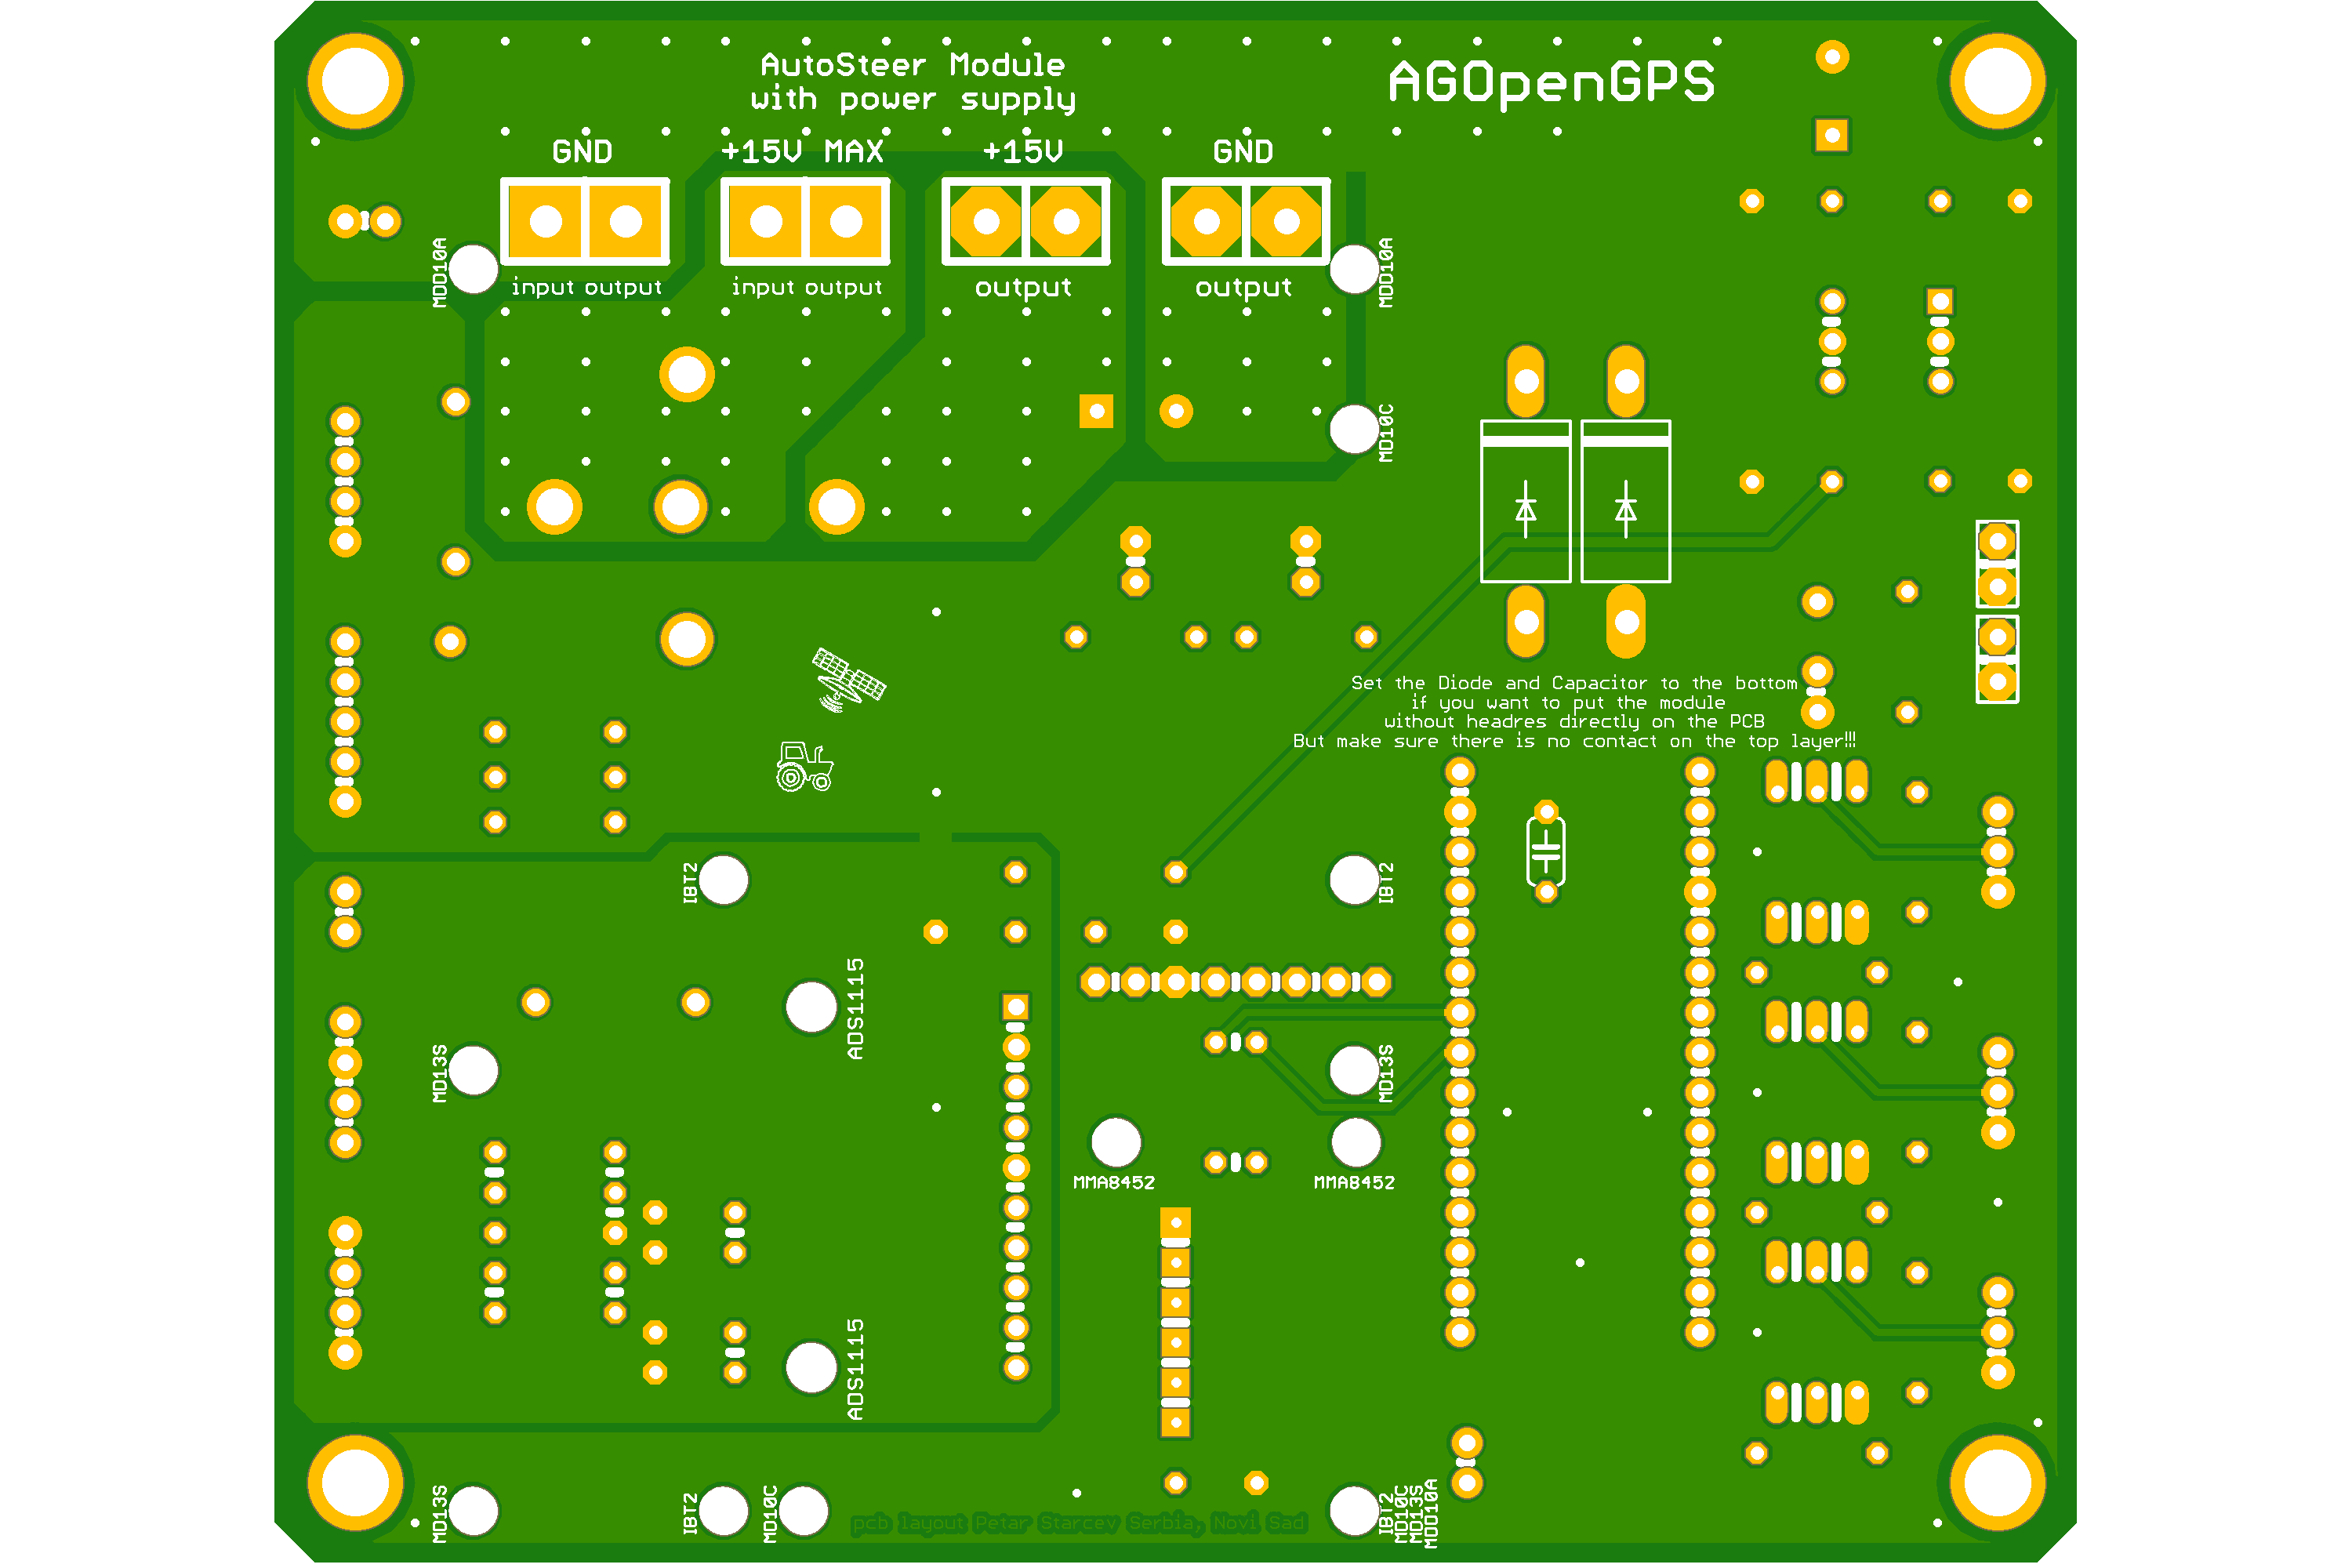 AutoSteer Module
with power supply
AGOpenGPS
GND
+15V MAX
+15V
GND
MDD10A
MDD10A
input output
input output
output
output
MD10C
Set the Diode and Capacitor to the bottom
if you want to put the module
without headres directly on the PCB
But make sure there is no contact on the top layer!!!
IBT2
IBT2
ADS1115
MD13S
MD13S
MMA8452
MMA8452
ADS1115
MD13S
IBT2
MD10C
pcb layout Petar Starcev Serbia, Novi Sad
IBT2
MD10C
MD13S
MDD10A